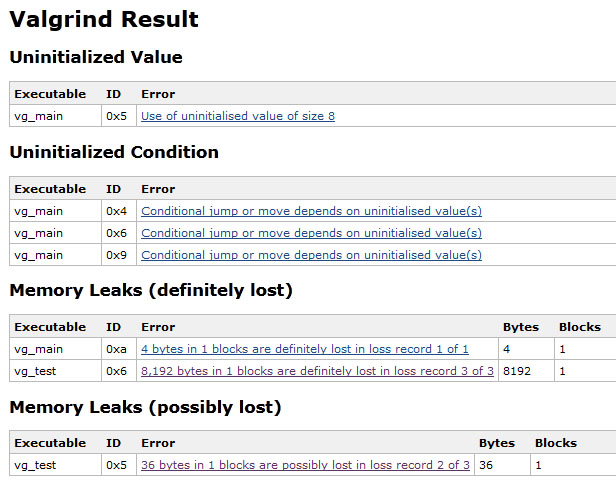 Valgrind Result
Uninitialized Value
Executable ID Error
vg_main 0x5 Use of uninitialised value of size 8
Uninitialized Condition
Executable ID Error
vg_main 0x4 Conditional jump or move depends on uninitialised value(s)
vg_main 0x6 Conditional jump or move depends on uninitialised value(s)
vg_main 0x9 Conditional jump or move depends on uninitialised value(s)
Memory Leaks (definitely lost)
Executable ID Error Bytes Blocks
vg_main 0xa 4 bytes in 1 blocks are definitely lost in loss record 1 of 1 4 1
vg_test 0x6 8,192 bytes in 1 blocks are definitely lost in loss record 3 of 3 8192 1
Memory Leaks (possibly lost)
Executable ID Error Bytes Blocks
vg_test 0x5 36 bytes in 1 blocks are possibly lost in loss record 2 of 3 36 1